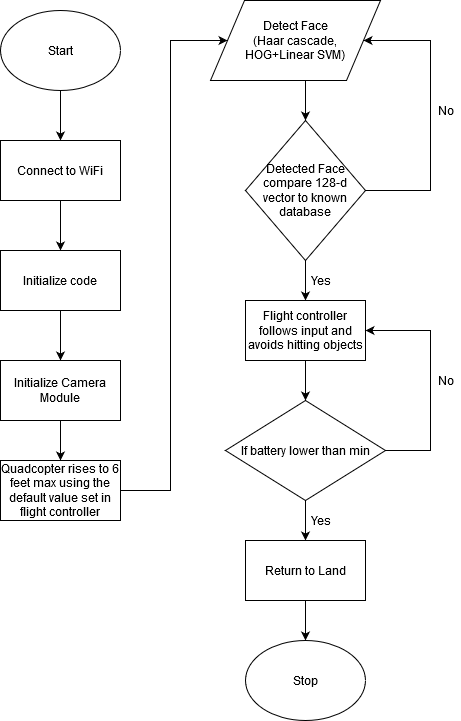 Start
Connect to WiFi
Initialize code
Initialize Camera
Module
Quadcopter rises to 6
feet max using the
default value set in
flight controller
Detect Face
(Haar cascade,
HOG+Linear SVM)
No
Detected Face
compare 128-d
vector to known
database
Yes
Flight controller
follows input and
avoids hitting objects
No
If battery lower than min
Yes
Return to Land
Stop